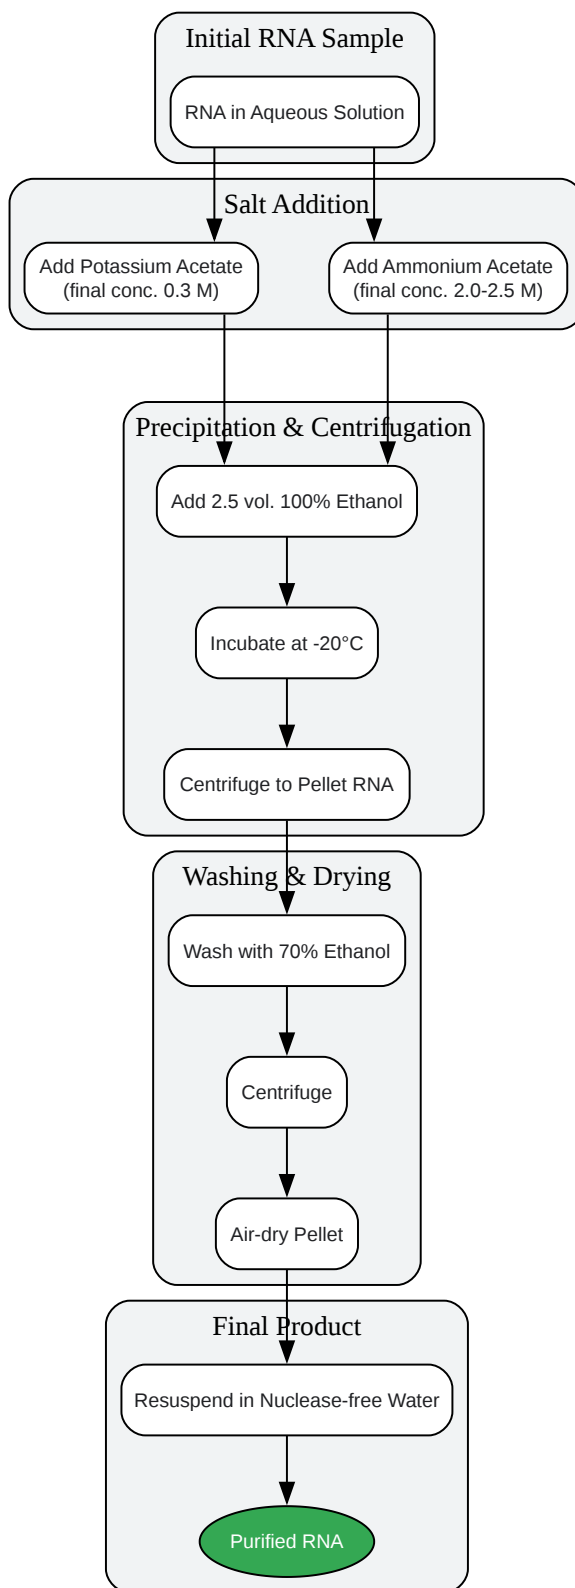 Initial RNA Sample
RNA in Aqueous Solution
Salt Addition
Add Potassium Acetate
(final conc. 0.3 M)
Add Ammonium Acetate
(final conc. 2.0-2.5 M)
Precipitation & Centrifugation
Add 2.5 vol. 100% Ethanol
Incubate at -20°C
Centrifuge to Pellet RNA
Washing & Drying
Wash with 70% Ethanol
Centrifuge
Air-dry Pellet
Final Product
Resuspend in Nuclease-free Water
Purified RNA